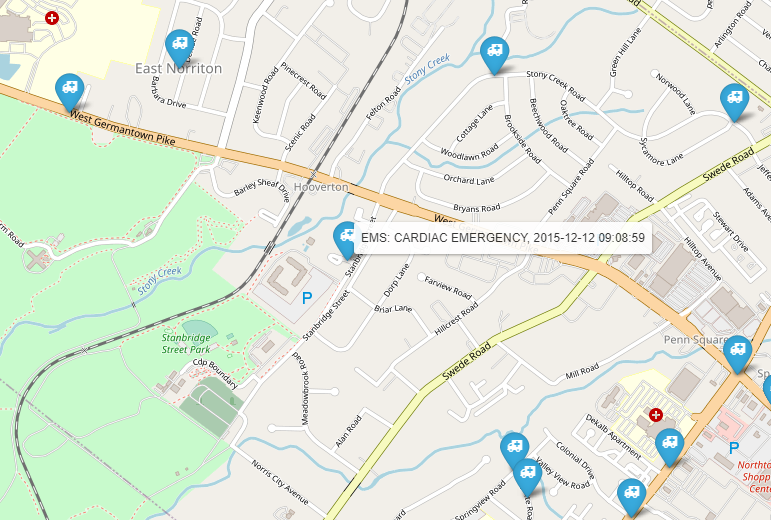 Stony Creek
Green Hill Lane
Arlington Road
East Norriton
Barbara Drive
Keenwood Road
Pinecrest Road
Scenic Road
Felton Road
Stony Creek Road
Norwood Lane
Cottage Lane
Beechwood Road
Oaktree Road
Brookside Road
Sycamore Lane
Woodlawn Road
Swede Road
West Germantown Pike
Orchard Lane
Hooverton
Barley Sheaf Drive
Bryans Road
Penn Square Road
Hilltop Road
Adams Ave
Stewart Drive
Hilltop Avenue
EMS: CARDIAC EMERGENCY, 2015-12-12 09:08:59
Stony Creek
Dorp Lane
Farview Road
P
Stanbridge Street
Briar Lane
Hillcrest Road
Stanbridge
Street Park
Penn Square
Cdp Boundary
Swede Road
Mill Road
Meadowbrook Road
Alan Road
Dekalb Apartment
Colonial Drive
P
Valley View Road
Norris City Avenue
Springview Road